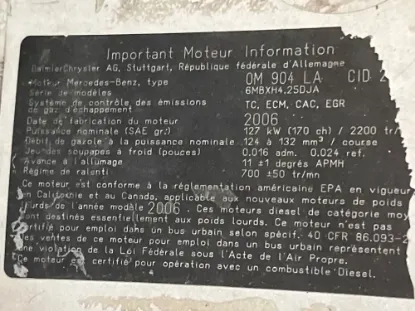 Important Moteur Information
DaimlerChrysler AG, Stuttgart, République fédérale d'Allemagne
Moteur Mercedes-Benz, type OM 904 LA CID 2
Série de modèles 6MBXH4.25DJA
Système de contrôle des émissions
de gaz d'échappement TC, ECM, CAC, EGR
Date de fabrication du moteur 2006
Puissance nominale (SAE gr.) 127 kW (170 ch) / 2200 tr/
Débit de gazole à la puissance nominale 124 à 132 mm³ / course
Jeu des soupapes à froid (pouces) 0.016 adm. 0.024 ref.
Avance à l'allumage 11 ±1 degrés APMH
Régime de ralenti 700 ±50 tr/mn
Ce moteur est conforme à la réglementation américaine EPA en vigueur
en Californie et au Canada, applicable aux nouveaux moteurs de poids
lourds de l'année modèle 2006. Ces moteurs diesel de catégorie moy
sont destinés essentiellement aux poids lourds. Ce moteur n'est pas
certifié pour emploi dans un bus urbain selon spécif. 40 CFR 86.093-2
Les ventes de ce moteur pour emploi dans un bus urbain représentent
une violation de la Loi Fédérale sous l'Acte de l'Air Propre.
Ce moteur est certifié pour opération avec un combustible Diesel.